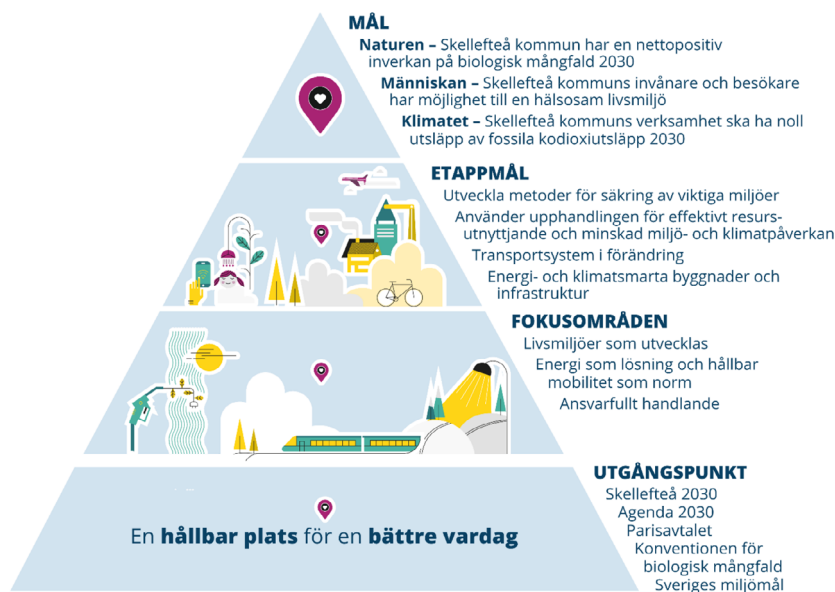 MÅL
Naturen – Skellefteå kommun har en nettopositiv
inverkan på biologisk mångfald 2030
Människan – Skellefteå kommuns invånare och besökare
har möjlighet till en hälsosam livsmiljö
Klimatet – Skellefteå kommuns verksamhet ska ha noll
utsläpp av fossila kodioxiutsläpp 2030
ETAPPMÅL
Utveckla metoder för säkring av viktiga miljöer
Använder upphandlingen för effektivt resurs-
utnyttjande och minskad miljö- och klimatpåverkan
Transportsystem i förändring
Energi- och klimatsmarta byggnader och
infrastruktur
FOKUSOMRÅDEN
Livsmiljöer som utvecklas
Energi som lösning och hållbar
mobilitet som norm
Ansvarfullt handlande
UTGÅNGSPUNKT
Skellefteå 2030
Agenda 2030
Parisavtalet
Konventionen för
biologisk mångfald
Sveriges miljömål
En hållbar plats för en bättre vardag